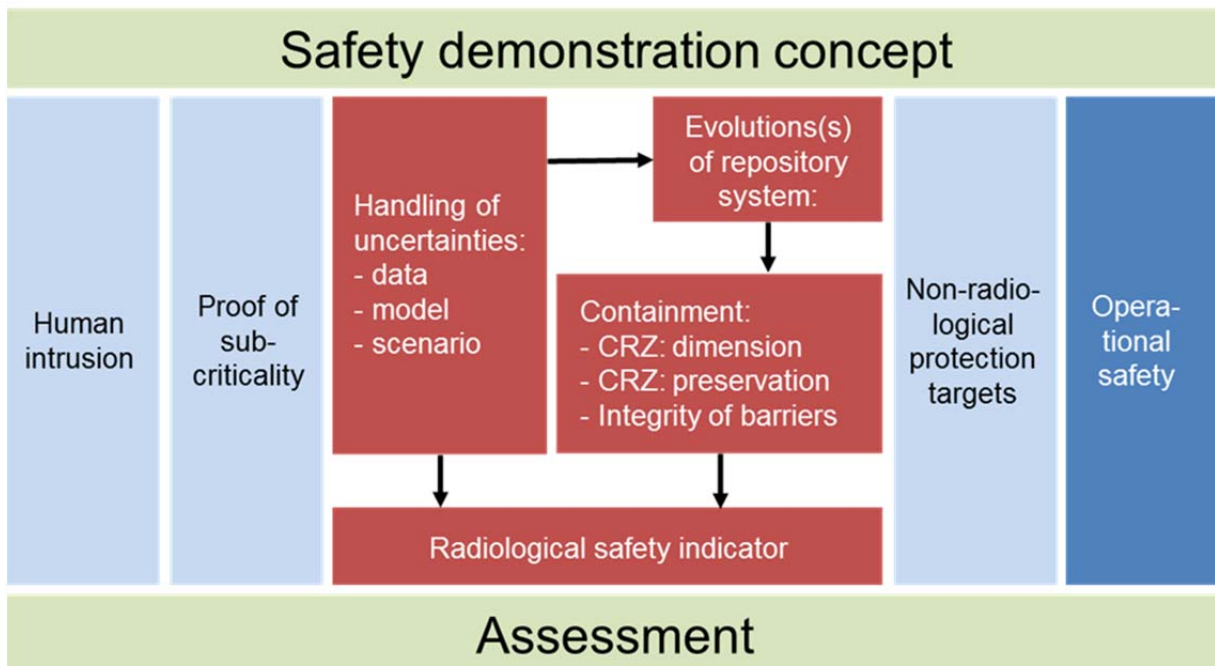 Safety demonstration concept
Human
intrusion
Proof of
sub-
criticality
Handling of
uncertainties:
- data
- model
- scenario
Evolutions(s)
of repository
system:
Containment:
- CRZ: dimension
- CRZ: preservation
- Integrity of barriers
Radiological safety indicator
Non-radio-
logical
protection
targets
Opera-
tional
safety
Assessment